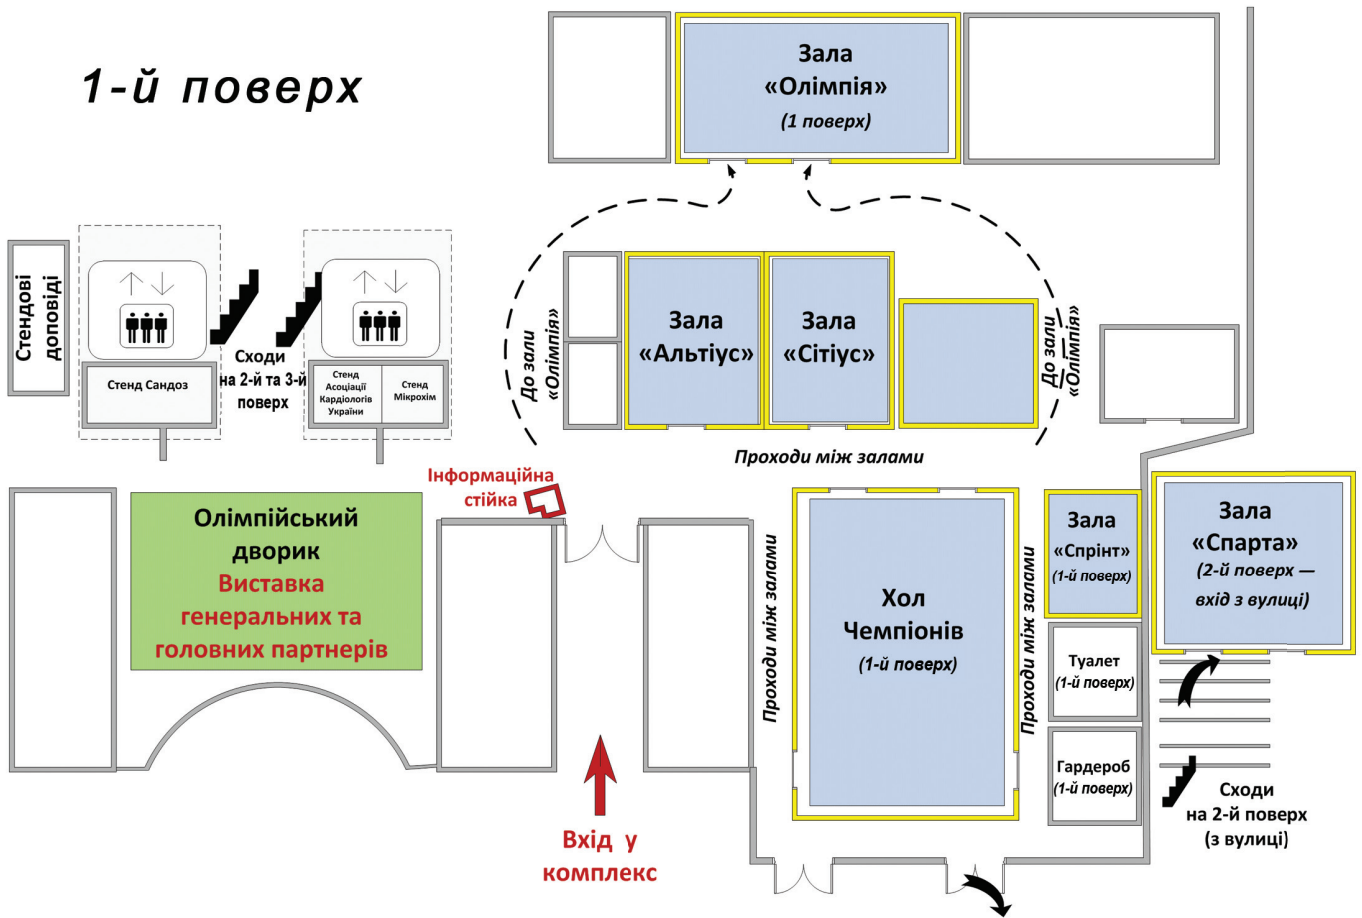 1-й поверх
Зала
«Олімпія»
(1 поверх)
Стендові
доповіді
Стенд Сандоз
Сходи
на 2-й та 3-й
поверх
Стенд
Асоціації
Кардіологів
України
Стенд
Мікрохім
До зали
«Олімпія»
Зала
«Альтіус»
Зала
«Сітіус»
До зали
«Олімпія»
Проходи між залами
Інформаційна
стійка
Олімпійський
дворик
Виставка
генеральних та
головних партнерів
Вхід у
комплекс
Проходи між залами
Хол
Чемпіонів
(1-й поверх)
Проходи між залами
Зала
«Спрінт»
(1-й поверх)
Зала
«Спарта»
(2-й поверх —
вхід з вулиці)
Туалет
(1-й поверх)
Гардероб
(1-й поверх)
Сходи
на 2-й поверх
(з вулиці)